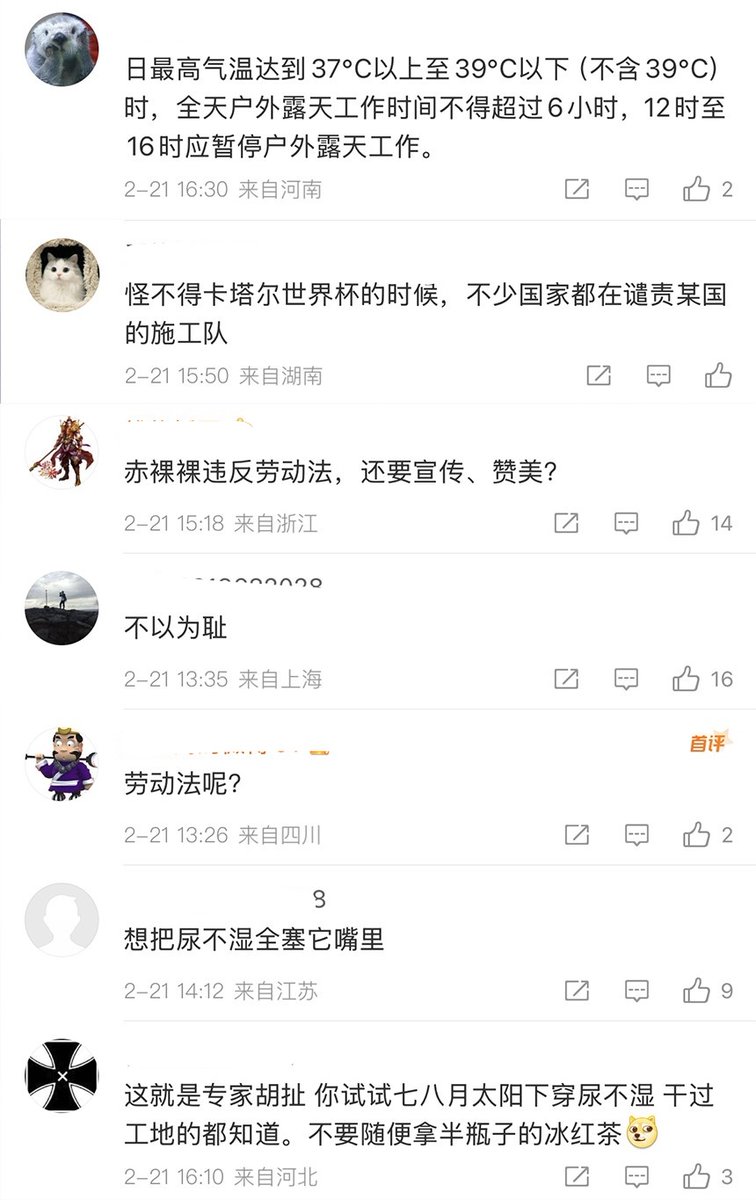 日最高气温达到37°C以上至39°C以下（不含39°C）
时，全天户外露天工作时间不得超过6小时，12时至
16时应暂停户外露天工作。
2-21 16:30 来自河南
2
怪不得卡塔尔世界杯的时候，不少国家都在谴责某国
的施工队
2-21 15:50 来自湖南
赤裸裸违反劳动法，还要宣传、赞美？
2-21 15:18 来自浙江
14
不以为耻
2-21 13:35 来自上海
16
首评
劳动法呢？
2-21 13:26 来自四川
2
8
想把尿不湿全塞它嘴里
2-21 14:12 来自江苏
9
这就是专家胡扯 你试试七八月太阳下穿尿不湿 干过
工地的都知道。不要随便拿半瓶子的冰红茶
2-21 16:10 来自河北
3